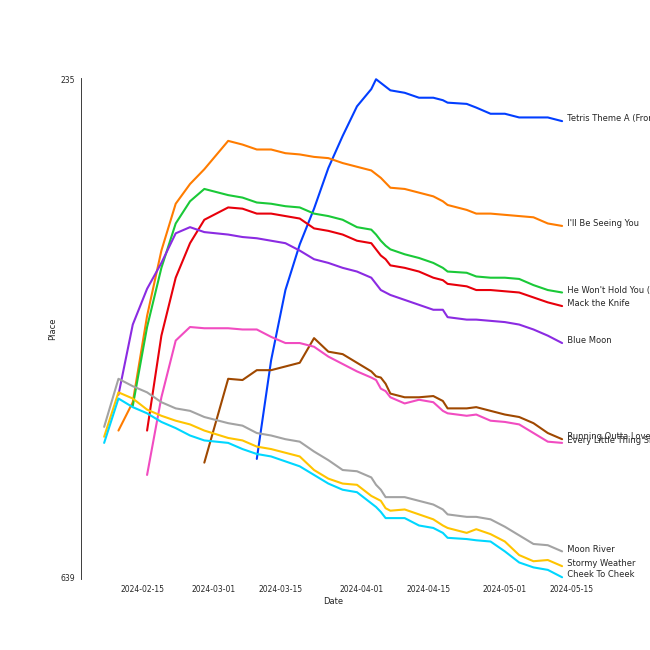 235
Tetris Theme A (From
I'll Be Seeing You
He Won't Hold You (
Mack the Knife
Place
Blue Moon
Running Outta Love
Every Little Thing S
Moon River
Stormy Weather
Cheek To Cheek
639
2024-02-15 2024-03-01 2024-03-15 2024-04-01 2024-04-15 2024-05-01 2024-05-15
Date